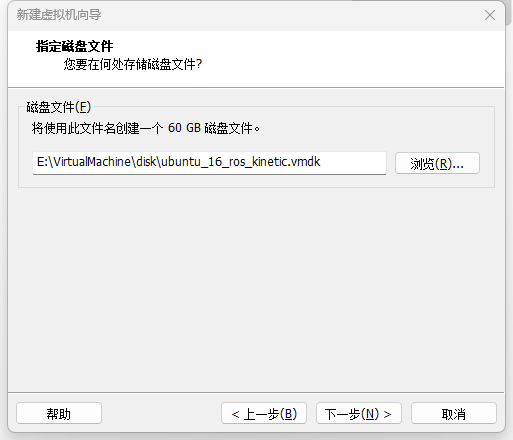 新建虚拟机向导
指定磁盘文件
您要在何处存储磁盘文件?
磁盘文件(F)
将使用此文件名创建一个 60 GB 磁盘文件。
E:\VirtualMachine\disk\ubuntu_16_ros_kinetic.vmdk
浏览(R)...
帮助
< 上一步(B)
下一步(N) >
取消